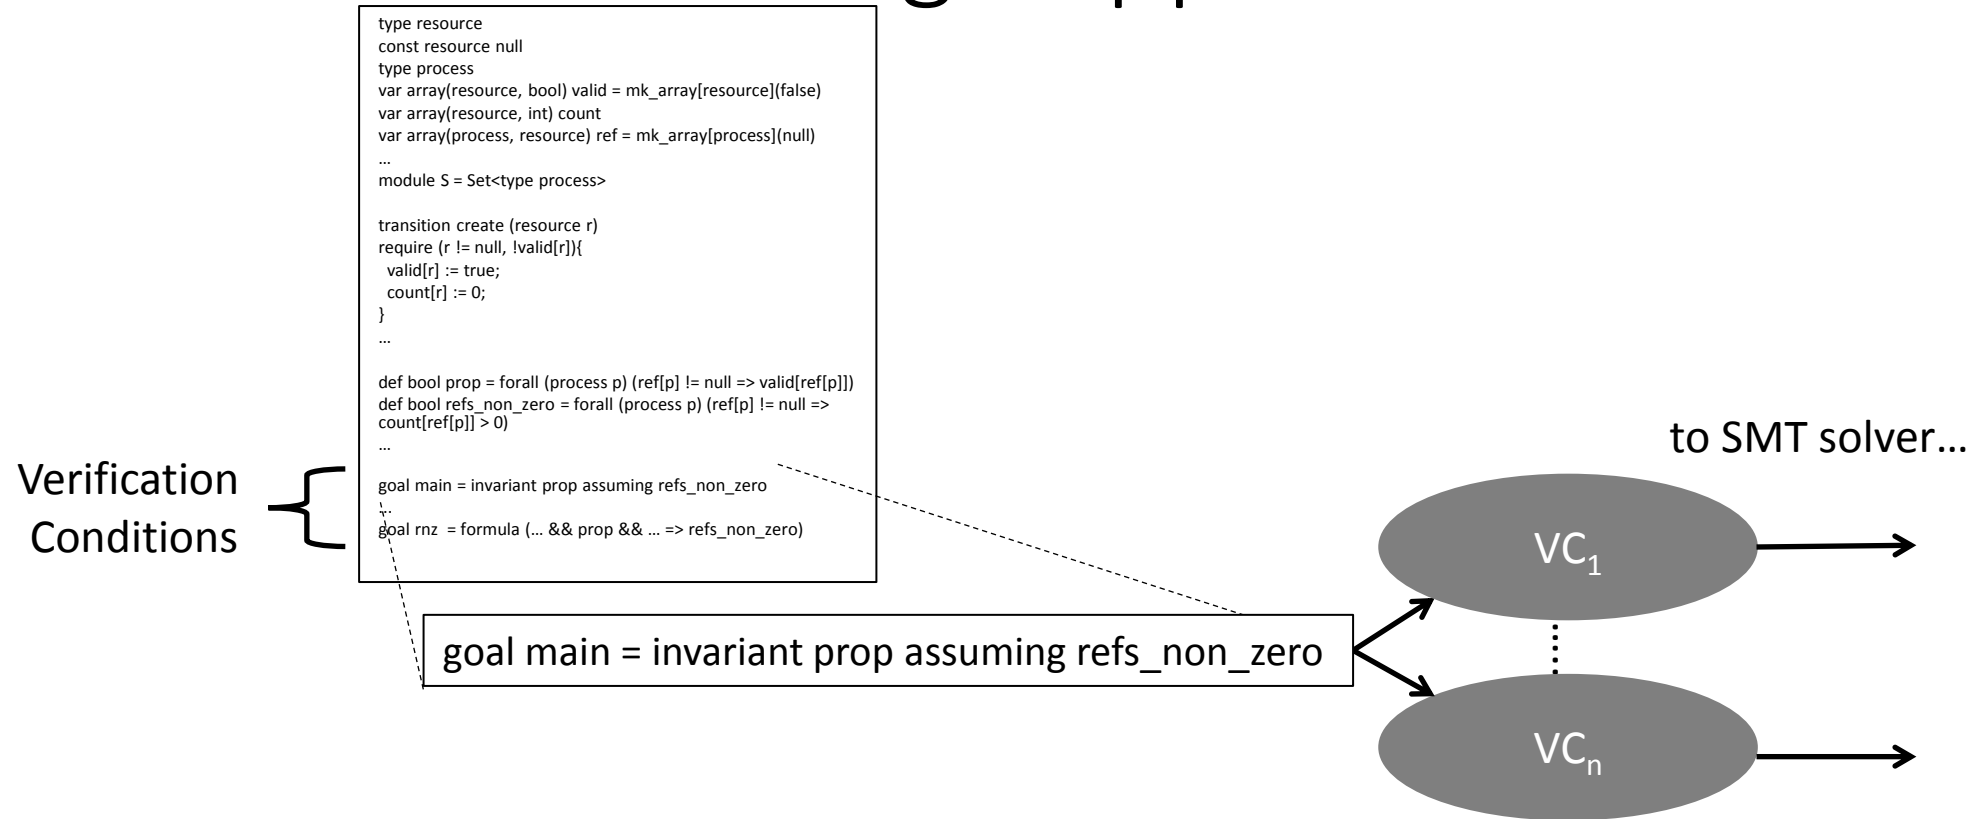 type resource
const resource null
type process
var array(resource, bool) valid = mk_array[resource](false)
var array(resource, int) count
var array(process, resource) ref = mk_array[process](null)
...
module S = Set<type process>
transition create (resource r)
require (r != null, !valid[r]){
valid[r] := true;
count[r] := 0;
}
...
def bool prop = forall (process p) (ref[p] != null => valid[ref[p]])
def bool refs_non_zero = forall (process p) (ref[p] != null =>
count[ref[p]] > 0)
...
goal main = invariant prop assuming refs_non_zero
...
goal rnz = formula (... && prop && ... => refs_non_zero)
Verification
Conditions
goal main = invariant prop assuming refs_non_zero
to SMT solver...
VC1
VCn